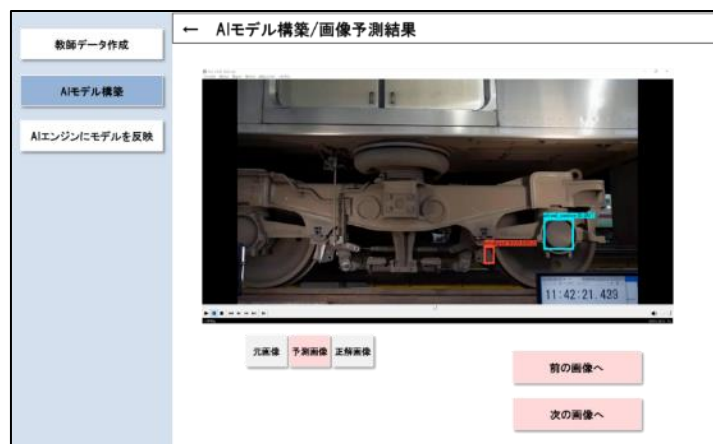 ← AIモデル構築/画像予測結果
教師データ作成
AIモデル構築
AIエンジンにモデルを反映
11:42:21.439
元画像 予測画像 正解画像
前の画像へ
次の画像へ